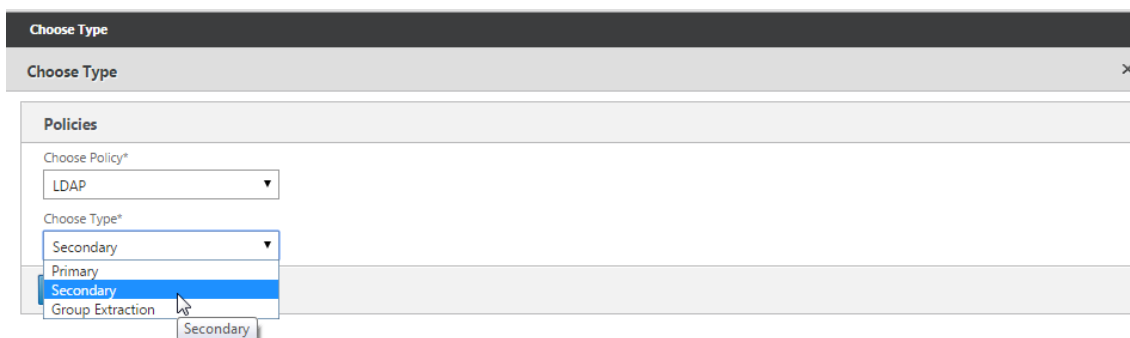 Choose Type
Choose Type
×
Policies
Choose Policy*
LDAP
Choose Type*
Secondary
Primary
Secondary
Group Extraction
Secondary